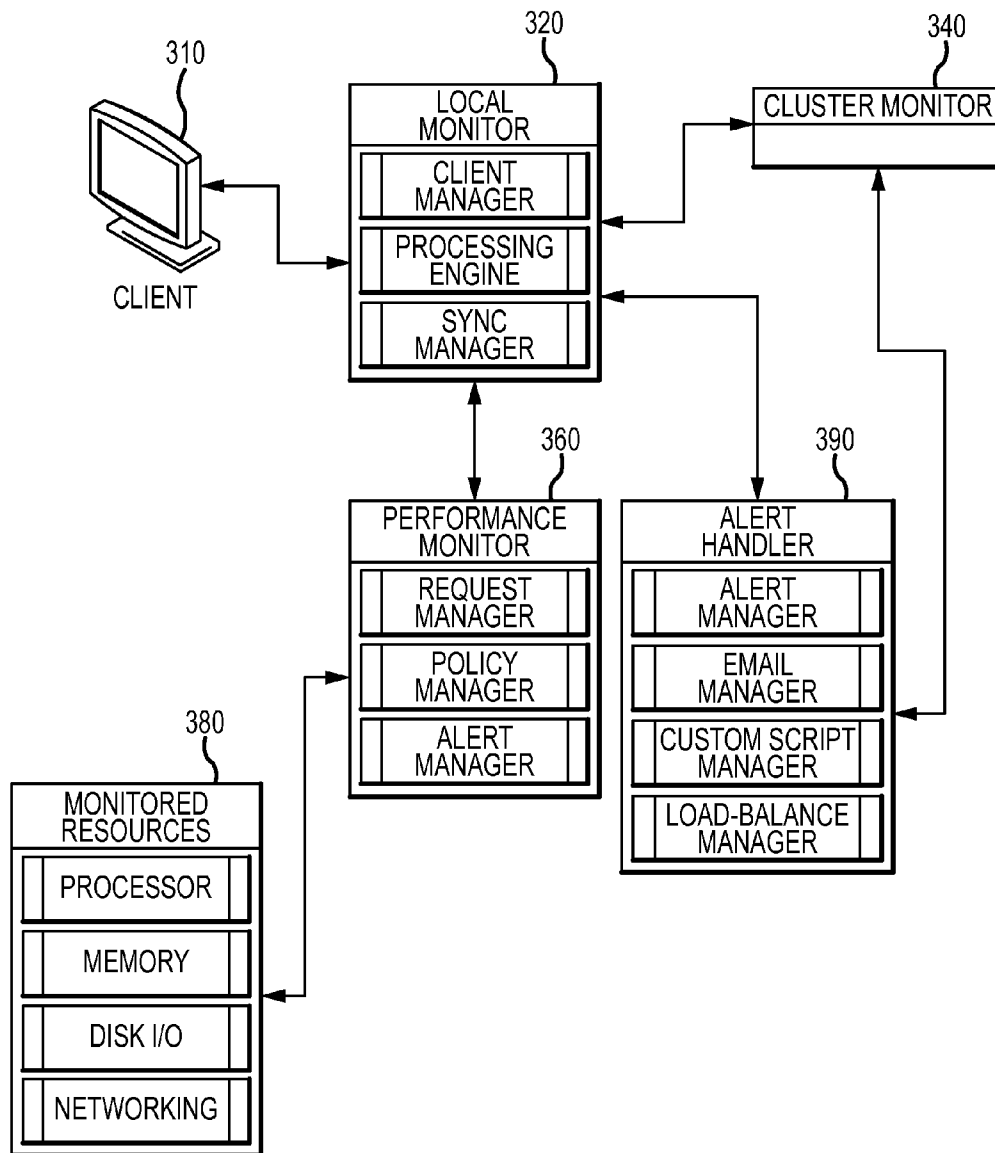 310
320
340
LOCAL
MONITOR
CLUSTER MONITOR
CLIENT
MANAGER
PROCESSING
ENGINE
SYNC
MANAGER
CLIENT
360
390
PERFORMANCE
MONITOR
REQUEST
MANAGER
POLICY
MANAGER
ALERT
MANAGER
ALERT
HANDLER
ALERT
MANAGER
EMAIL
MANAGER
CUSTOM SCRIPT
MANAGER
LOAD-BALANCE
MANAGER
380
MONITORED
RESOURCES
PROCESSOR
MEMORY
DISK I/O
NETWORKING